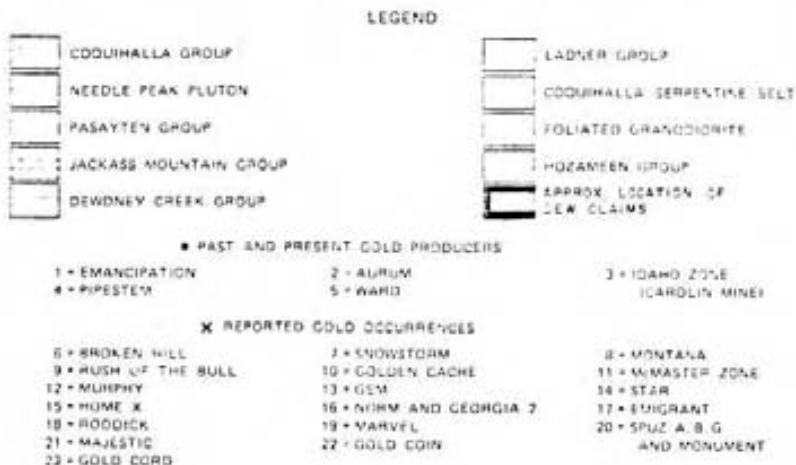 LEGEND
COQUIHALLA GROUP
NEEDLE PEAK PLUTON
PASAYTEN GROUP
JACKASS MOUNTAIN GROUP
DEWDNEY CREEK GROUP
LADNER GROUP
COQUIHALLA SERPENTINE BELT
FOLIATED GRANODIORITE
HOZAMEEN GROUP
APPROX. LOCATION OF
DEW CLAIMS
■ PAST AND PRESENT GOLD PRODUCERS
1 = EMANCIPATION 2 = AURUM 3 = IDAHO ZONE
4 = PIPESTEM 5 = WARD (CAROLIN MINE)
X REPORTED GOLD OCCURRENCES
6 = BROKEN HILL 7 = SNOWSTORM 8 = MONTANA
9 = RUSH OF THE BULL 10 = GOLDEN CACHE 11 = McMASTER ZONE
12 = MURPHY 13 = GEM 14 = STAR
15 = HOME X 16 = NORM AND GEORGIA 2 17 = EMIGRANT
18 = RODDICK 19 = MARVEL 20 = SPUZ A, B, G
21 = MAJESTIC 22 = GOLD COIN AND MONUMENT
23 = GOLD CORD